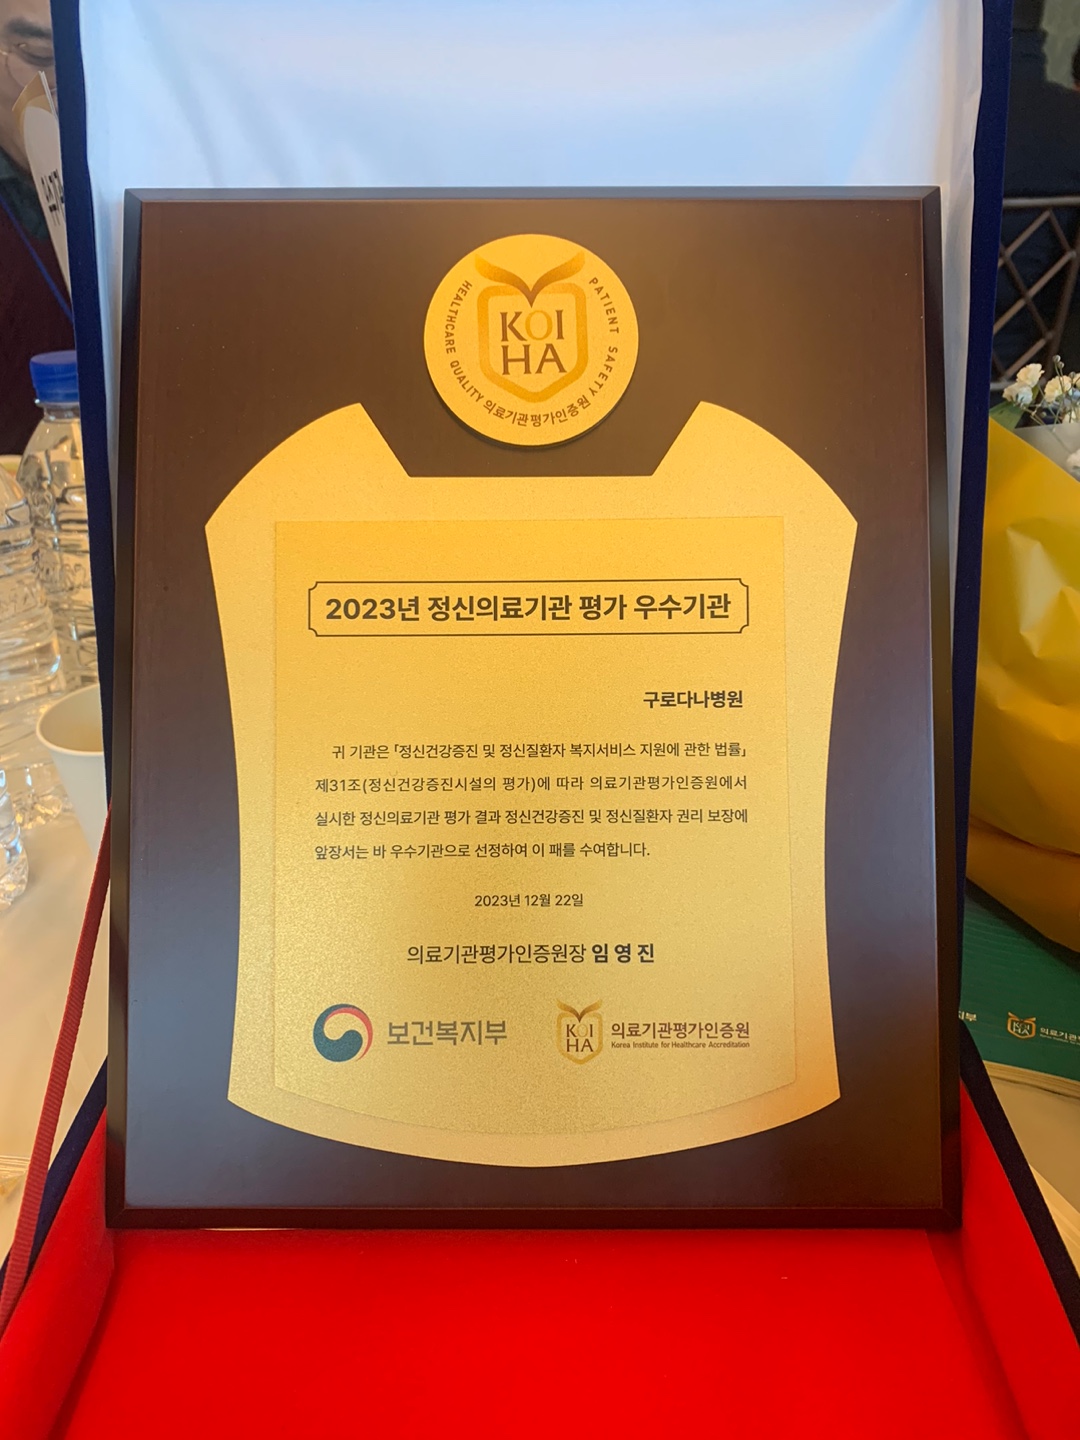 HEALTHCARE QUALITY
PATIENT SAFETY
KOI
HA
의료기관평가인증원
2023년 정신의료기관 평가 우수기관
구로다나병원
귀 기관은 「정신건강증진 및 정신질환자 복지서비스 지원에 관한 법률」
제31조(정신건강증진시설의 평가)에 따라 의료기관평가인증원에서
실시한 정신의료기관 평가 결과 정신건강증진 및 정신질환자 권리 보장에
앞장서는 바 우수기관으로 선정하여 이 패를 수여합니다.
2023년 12월 22일
의료기관평가인증원장 임 영 진
보건복지부
KOI
HA
의료기관평가인증원
Korea Institute for Healthcare Accreditation
KOI
HA